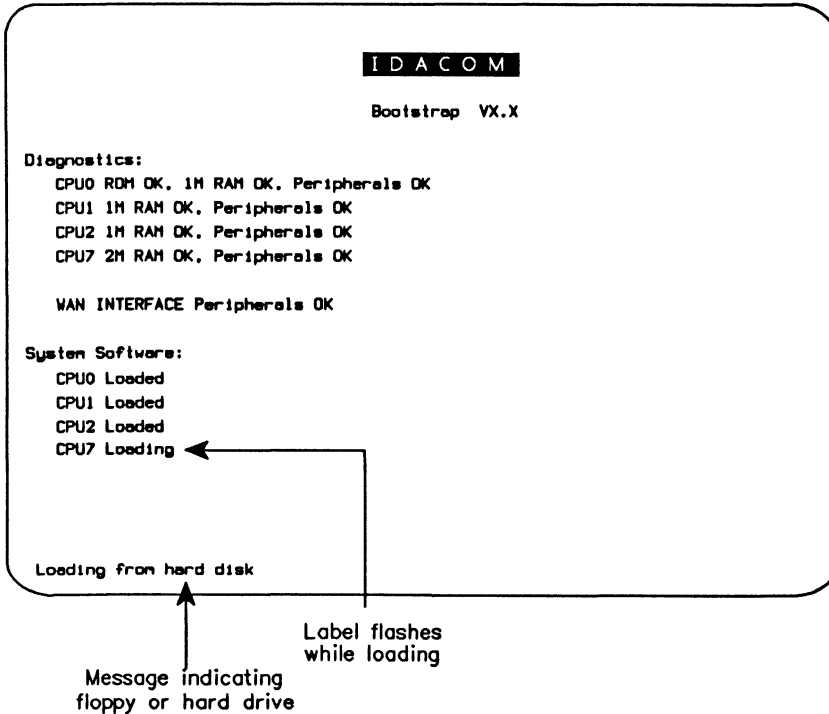 IDACOM
Bootstrap VX.X
Diagnostics:
CPU0 ROM OK, 1M RAM OK, Peripherals OK
CPU1 1M RAM OK, Peripherals OK
CPU2 1M RAM OK, Peripherals OK
CPU7 2M RAM OK, Peripherals OK
WAN INTERFACE Peripherals OK
System Software:
CPU0 Loaded
CPU1 Loaded
CPU2 Loaded
CPU7 Loading
Loading from hard disk
Label flashes
while loading
Message indicating
floppy or hard drive